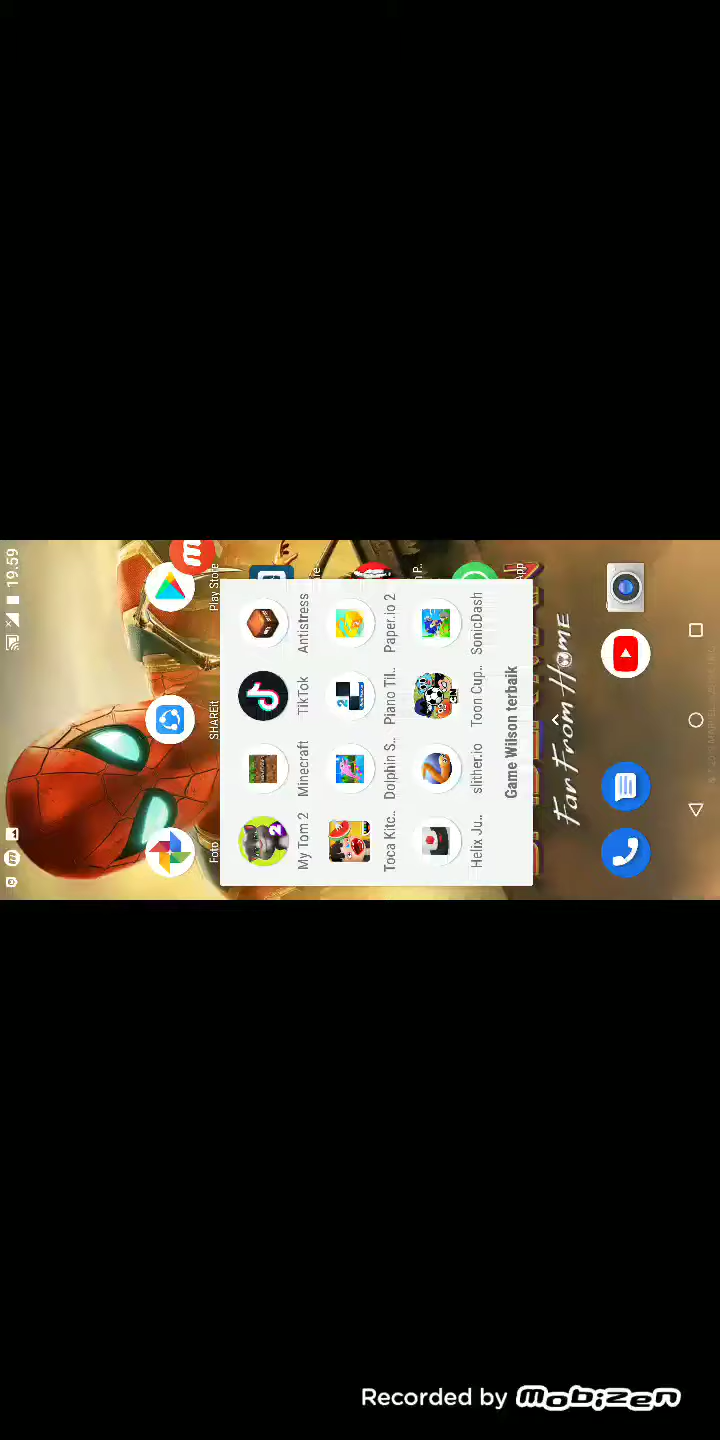 19.59
Foto
SHAREit
Play Store
My Tom 2
Minecraft
TikTok
Antistress
Toca Kitc..
Dolphin S..
Piano Til..
Paper.io 2
Helix Ju..
slither.io
Toon Cup..
SonicDash
Game Wilson terbaik
Far From Home
Recorded by Mobizen